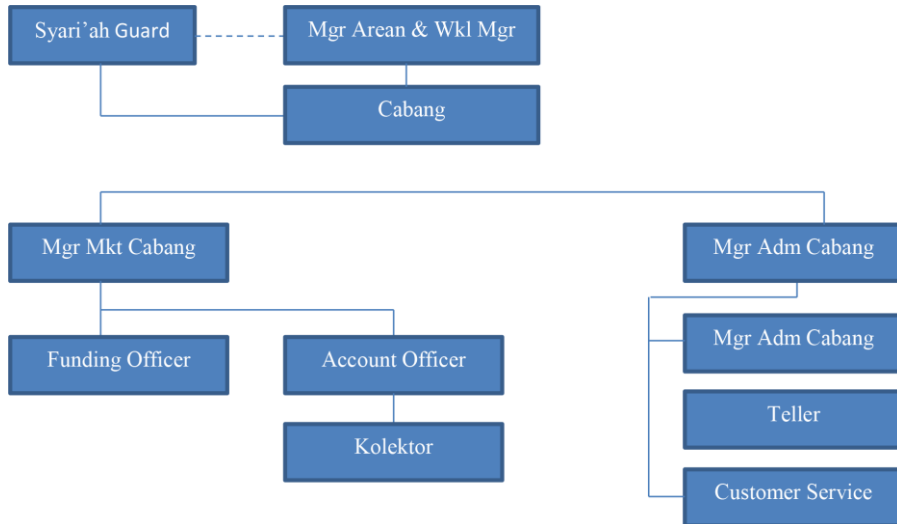 Syari’ah Guard
Mgr Arean & Wkl Mgr
Cabang
Mgr Mkt Cabang
Mgr Adm Cabang
Funding Officer
Account Officer
Mgr Adm Cabang
Teller
Kolektor
Customer Service